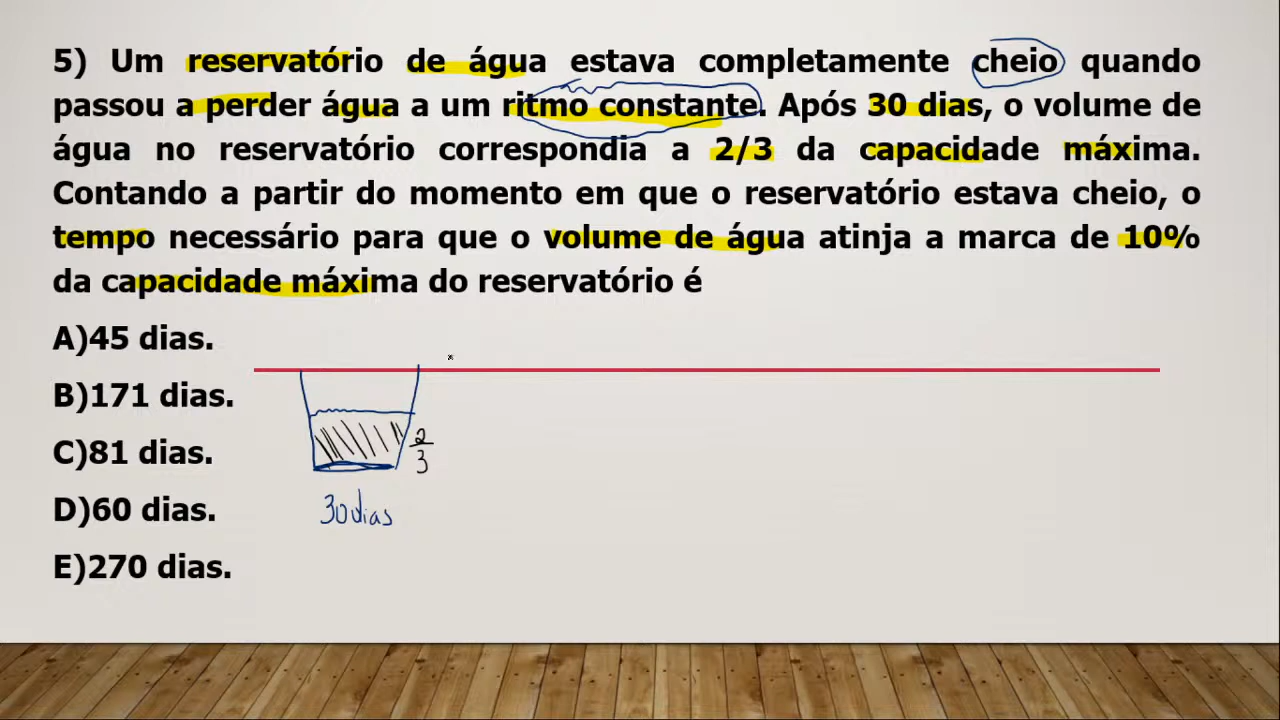 5) Um reservatório de água estava completamente cheio quando
passou a perder água a um ritmo constante. Após 30 dias, o volume de
água no reservatório correspondia a 2/3 da capacidade máxima.
Contando a partir do momento em que o reservatório estava cheio, o
tempo necessário para que o volume de água atinja a marca de 10%
da capacidade máxima do reservatório é
A)45 dias.
B)171 dias.
C)81 dias.
D)60 dias.
E)270 dias.
2
3
30 dias